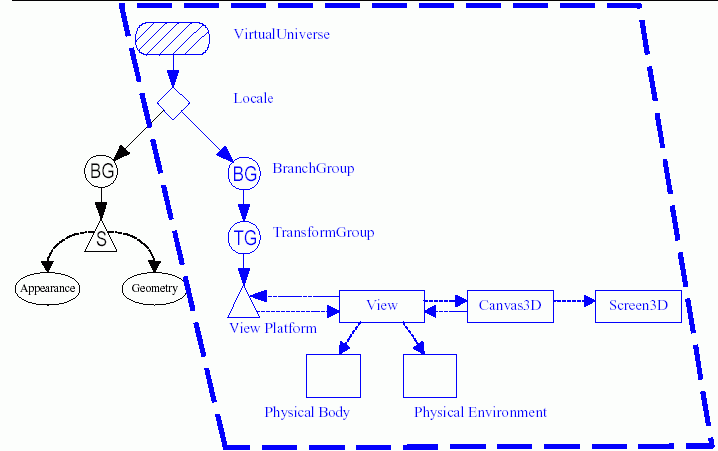 VirtualUniverse
Locale
BG
BG
BranchGroup
S
TG
TransformGroup
Appearance
Geometry
View
Canvas3D
Screen3D
View Platform
Physical Body
Physical Environment